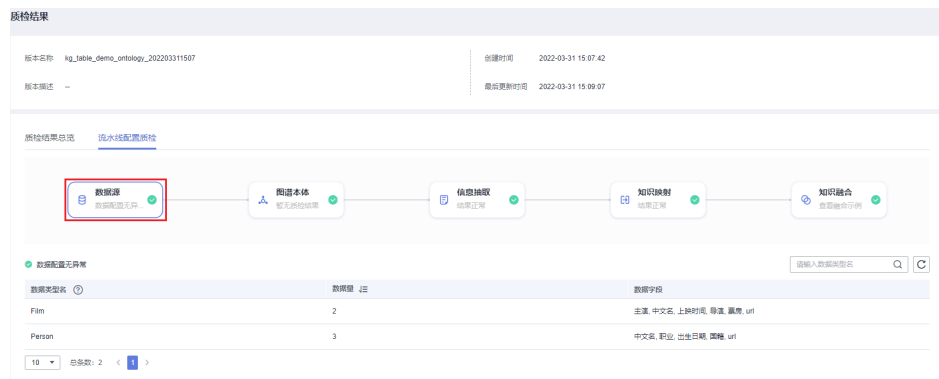 质检结果
版本名称 kg_table_demo_ontology_202203311507 创建时间 2022-03-31 15:07:42
版本描述 -- 最后更新时间 2022-03-31 15:09:07
质检结果总览 流水线配置质检
数据源 图谱本体 信息抽取 知识映射 知识融合
数据配置无异... 暂无质检结果 结果正常 结果正常 查看融合示例
数据配置无异常 请输入数据类型名
数据类型名 数据量 数据字段
Film 2 主演, 中文名, 上映时间, 导演, 票房, url
Person 3 中文名, 职业, 出生日期, 国籍, url
10 总条数: 2 < 1 >